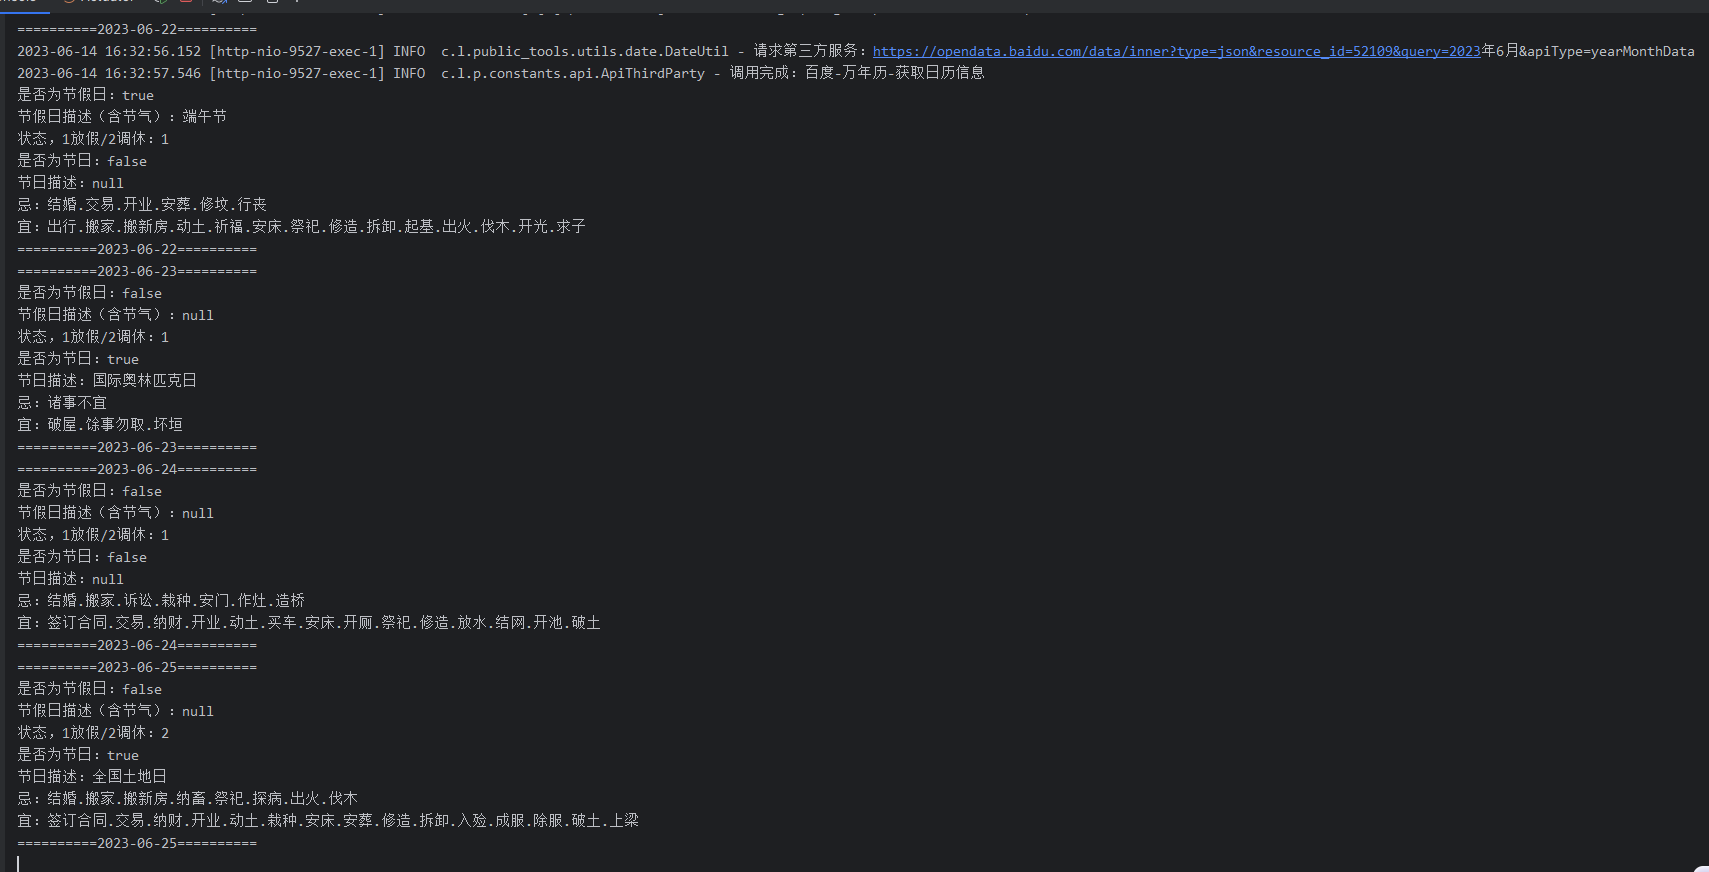 ==========2023-06-22==========
2023-06-14 16:32:56.152 [http-nio-9527-exec-1] INFO  c.l.public_tools.utils.date.DateUtil - 请求第三方服务：https://opendata.baidu.com/data/inner?type=json&resource_id=52109&query=2023年6月&apiType=yearMonthData
2023-06-14 16:32:57.546 [http-nio-9527-exec-1] INFO  c.l.p.constants.api.ApiThirdParty - 调用完成：百度-万年历-获取日历信息
是否为节假日：true
节假日描述（含节气）：端午节
状态，1放假/2调休：1
是否为节日：false
节日描述：null
忌：结婚.交易.开业.安葬.修坟.行丧
宜：出行.搬家.搬新房.动土.祈福.安床.祭祀.修造.拆卸.起基.出火.伐木.开光.求子
==========2023-06-22==========
==========2023-06-23==========
是否为节假日：false
节假日描述（含节气）：null
状态，1放假/2调休：1
是否为节日：true
节日描述：国际奥林匹克日
忌：诸事不宜
宜：破屋.馀事勿取.坏垣
==========2023-06-23==========
==========2023-06-24==========
是否为节假日：false
节假日描述（含节气）：null
状态，1放假/2调休：1
是否为节日：false
节日描述：null
忌：结婚.搬家.诉讼.栽种.安门.作灶.造桥
宜：签订合同.交易.纳财.开业.动土.买车.安床.开厕.祭祀.修造.放水.结网.开池.破土
==========2023-06-24==========
==========2023-06-25==========
是否为节假日：false
节假日描述（含节气）：null
状态，1放假/2调休：2
是否为节日：true
节日描述：全国土地日
忌：结婚.搬家.搬新房.纳畜.祭祀.探病.出火.伐木
宜：签订合同.交易.纳财.开业.动土.栽种.安床.安葬.修造.拆卸.入殓.成服.除服.破土.上梁
==========2023-06-25==========